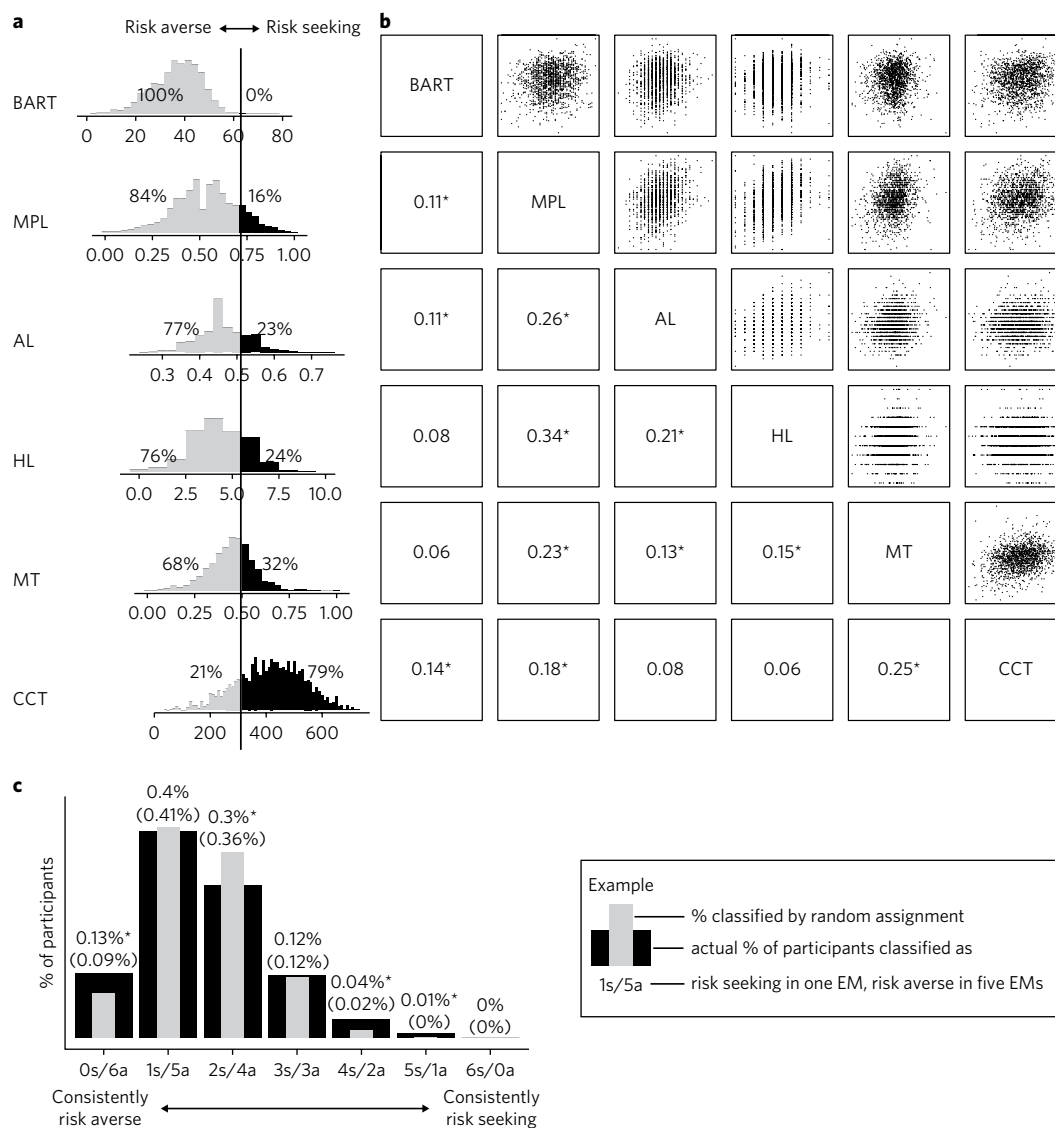 a
Risk averse ↔ Risk seeking
BART
100%
0%
0 20 40 60 80
MPL
84%
16%
0.00 0.25 0.50 0.75 1.00
AL
77%
23%
0.3 0.4 0.5 0.6 0.7
HL
76%
24%
0.0 2.5 5.0 7.5 10.0
MT
68%
32%
0.00 0.25 0.50 0.75 1.00
CCT
21%
79%
0 200 400 600
b
BART
0.11* MPL
0.11* 0.26* AL
0.08 0.34* 0.21* HL
0.06 0.23* 0.13* 0.15* MT
0.14* 0.18* 0.08 0.06 0.25* CCT
c
% of participants
0.13%*
(0.09%)
0.4%
(0.41%)
0.3%*
(0.36%)
0.12%
(0.12%)
0.04%*
(0.02%)
0.01%*
(0%)
0%
(0%)
0s/6a 1s/5a 2s/4a 3s/3a 4s/2a 5s/1a 6s/0a
Consistently
risk averse
Consistently
risk seeking
Example
% classified by random assignment
actual % of participants classified as
1s/5a
risk seeking in one EM, risk averse in five EMs